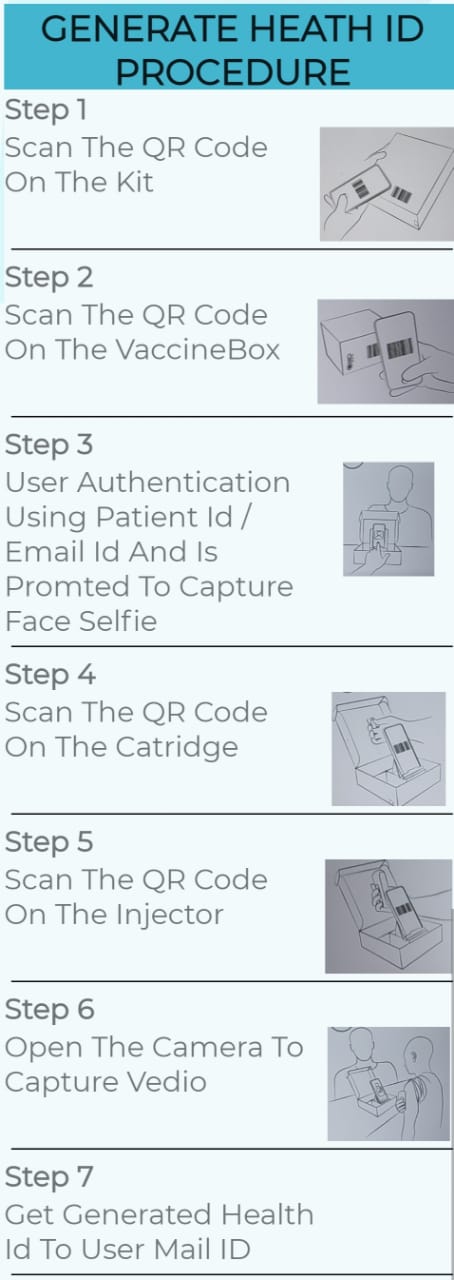 GENERATE HEATH ID
PROCEDURE
Step 1
Scan The QR Code
On The Kit
Step 2
Scan The QR Code
On The VaccineBox
Step 3
User Authentication
Using Patient Id /
Email Id And Is
Promted To Capture
Face Selfie
Step 4
Scan The QR Code
On The Catridge
Step 5
Scan The QR Code
On The Injector
Step 6
Open The Camera To
Capture Vedio
Step 7
Get Generated Health
Id To User Mail ID